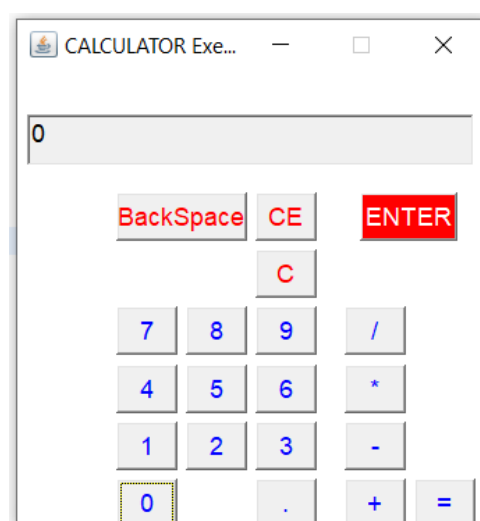 CALCULATOR Exe...
0
BackSpace CE ENTER
C
7 8 9 /
4 5 6 *
1 2 3 -
0 . + =